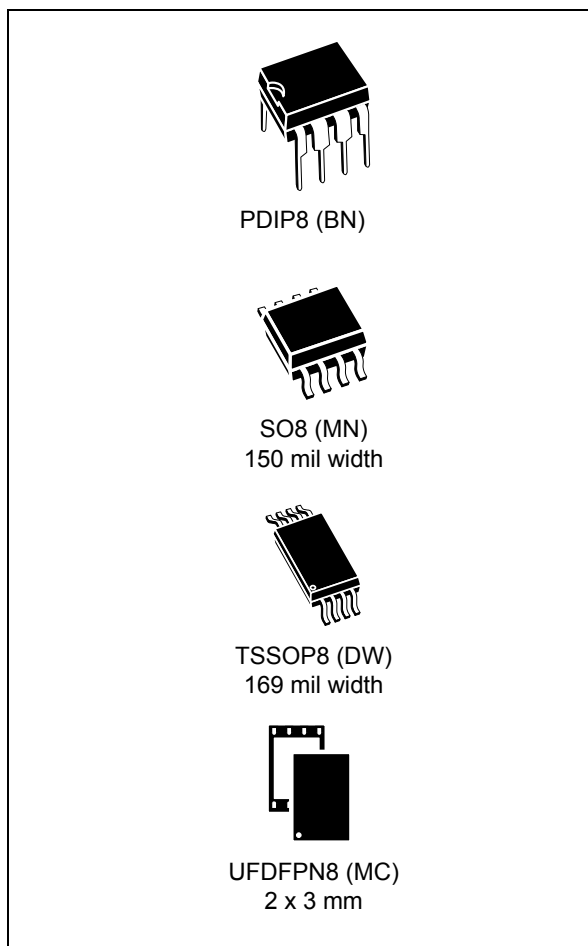 PDIP8 (BN)
SO8 (MN)
150 mil width
TSSOP8 (DW)
169 mil width
UFDFPN8 (MC)
2 x 3 mm